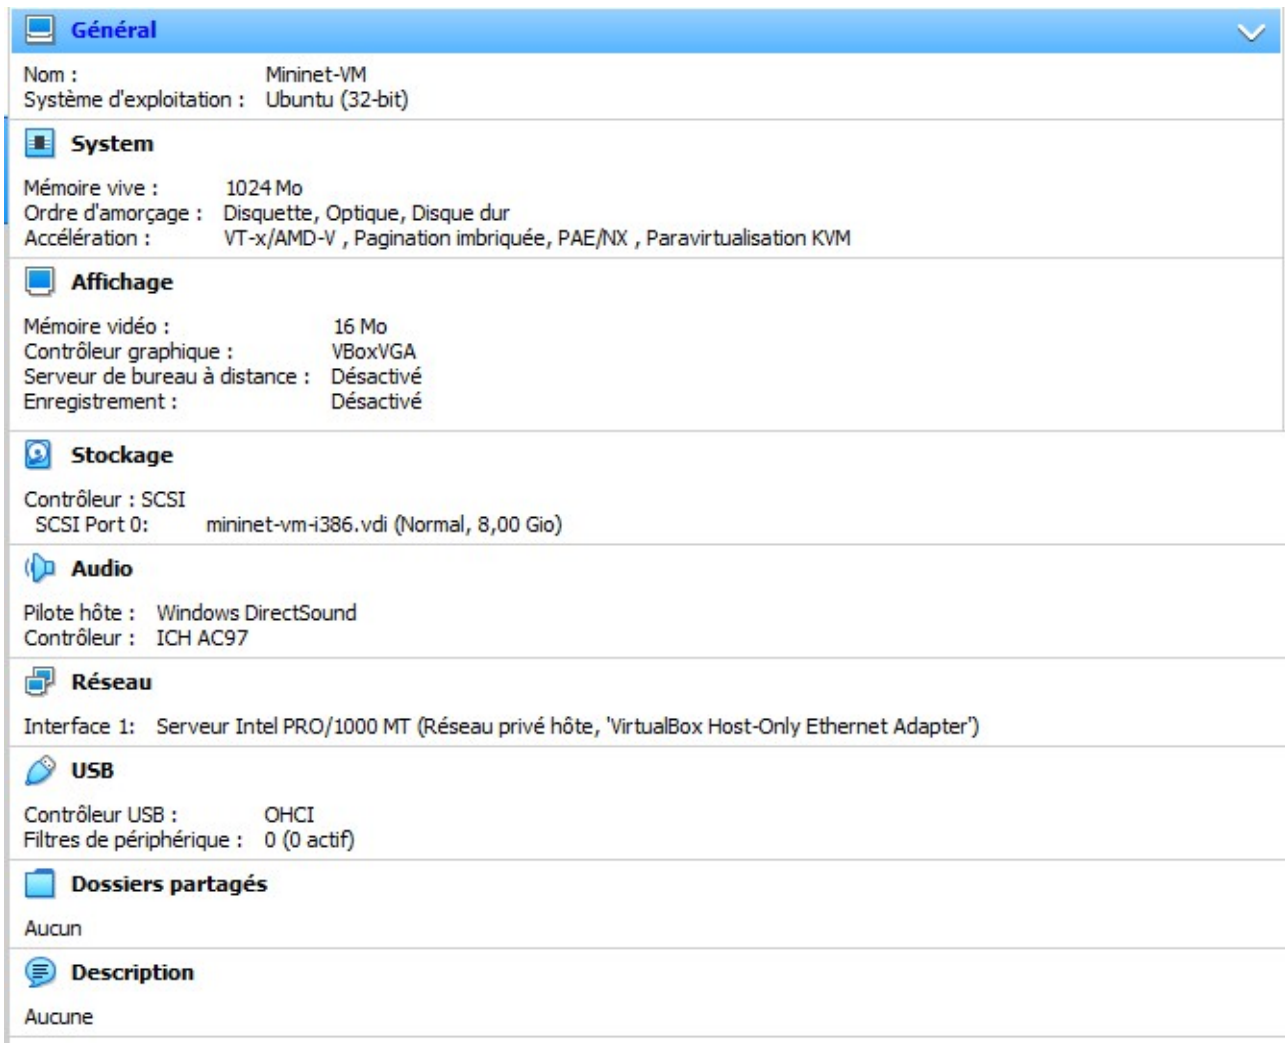 Général
Nom : Mininet-VM
Système d'exploitation : Ubuntu (32-bit)
System
Mémoire vive : 1024 Mo
Ordre d'amorçage : Disquette, Optique, Disque dur
Accélération : VT-x/AMD-V , Pagination imbriquée, PAE/NX , Paravirtualisation KVM
Affichage
Mémoire vidéo : 16 Mo
Contrôleur graphique : VBoxVGA
Serveur de bureau à distance : Désactivé
Enregistrement : Désactivé
Stockage
Contrôleur : SCSI
SCSI Port 0: mininet-vm-i386.vdi (Normal, 8,00 Gio)
Audio
Pilote hôte : Windows DirectSound
Contrôleur : ICH AC97
Réseau
Interface 1: Serveur Intel PRO/1000 MT (Réseau privé hôte, 'VirtualBox Host-Only Ethernet Adapter')
USB
Contrôleur USB : OHCI
Filtres de périphérique : 0 (0 actif)
Dossiers partagés
Aucun
Description
Aucune